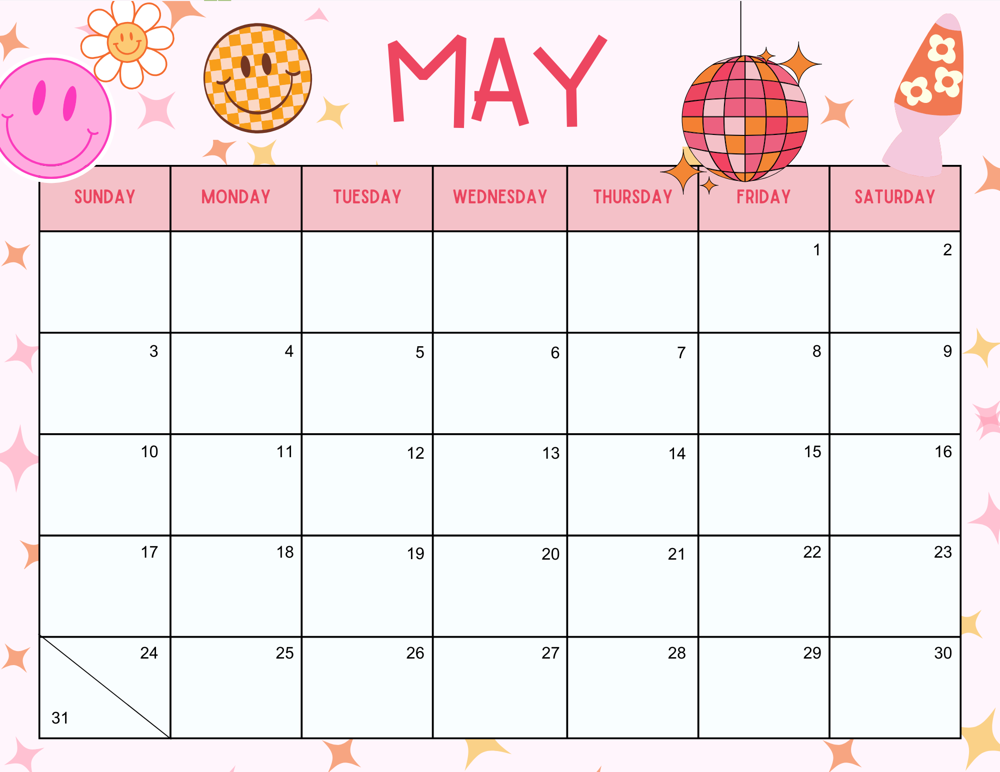 MAY
SUNDAY MONDAY TUESDAY WEDNESDAY THURSDAY FRIDAY SATURDAY
1 2
3 4 5 6 7 8 9
10 11 12 13 14 15 16
17 18 19 20 21 22 23
24 25 26 27 28 29 30
31